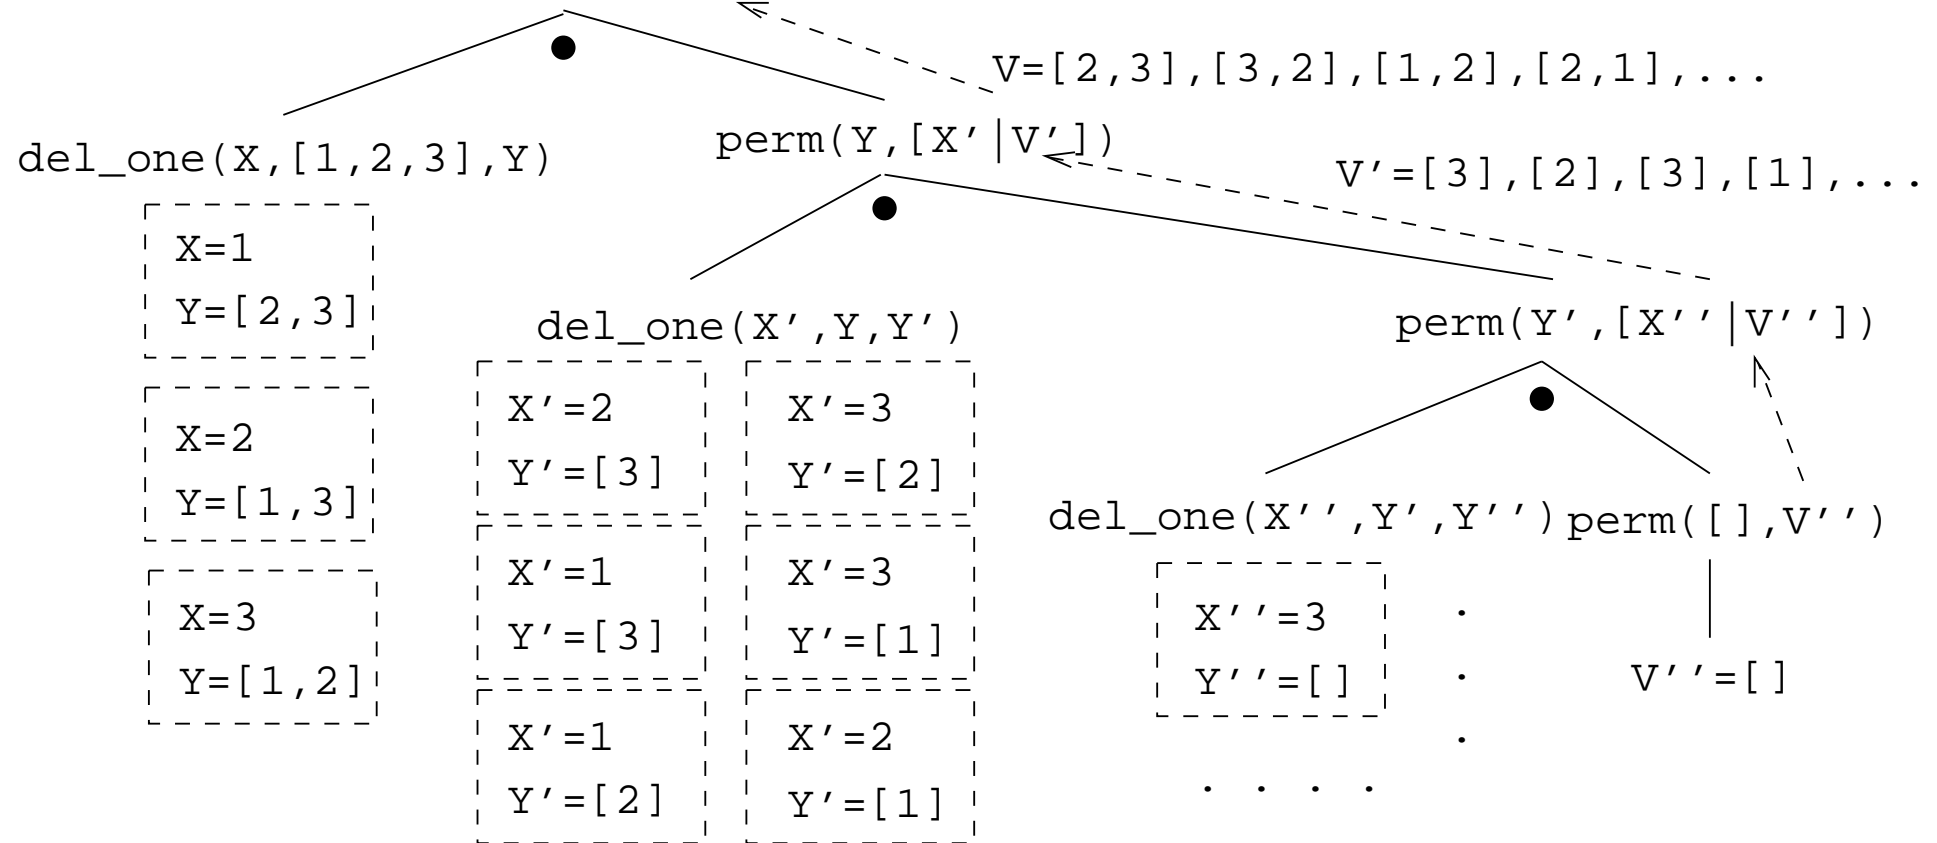 V=[2,3],[3,2],[1,2],[2,1],...
del_one(X,[1,2,3],Y)
perm(Y,[X'|V'])
V'=[3],[2],[3],[1],...
X=1
Y=[2,3]
X=2
Y=[1,3]
X=3
Y=[1,2]
del_one(X',Y,Y')
X'=2
Y'=[3]
X'=3
Y'=[2]
X'=1
Y'=[3]
X'=3
Y'=[1]
X'=1
Y'=[2]
X'=2
Y'=[1]
perm(Y',[X''|V''])
del_one(X'',Y',Y'')
perm([],V'')
X''=3
Y''=[]
V''=[]